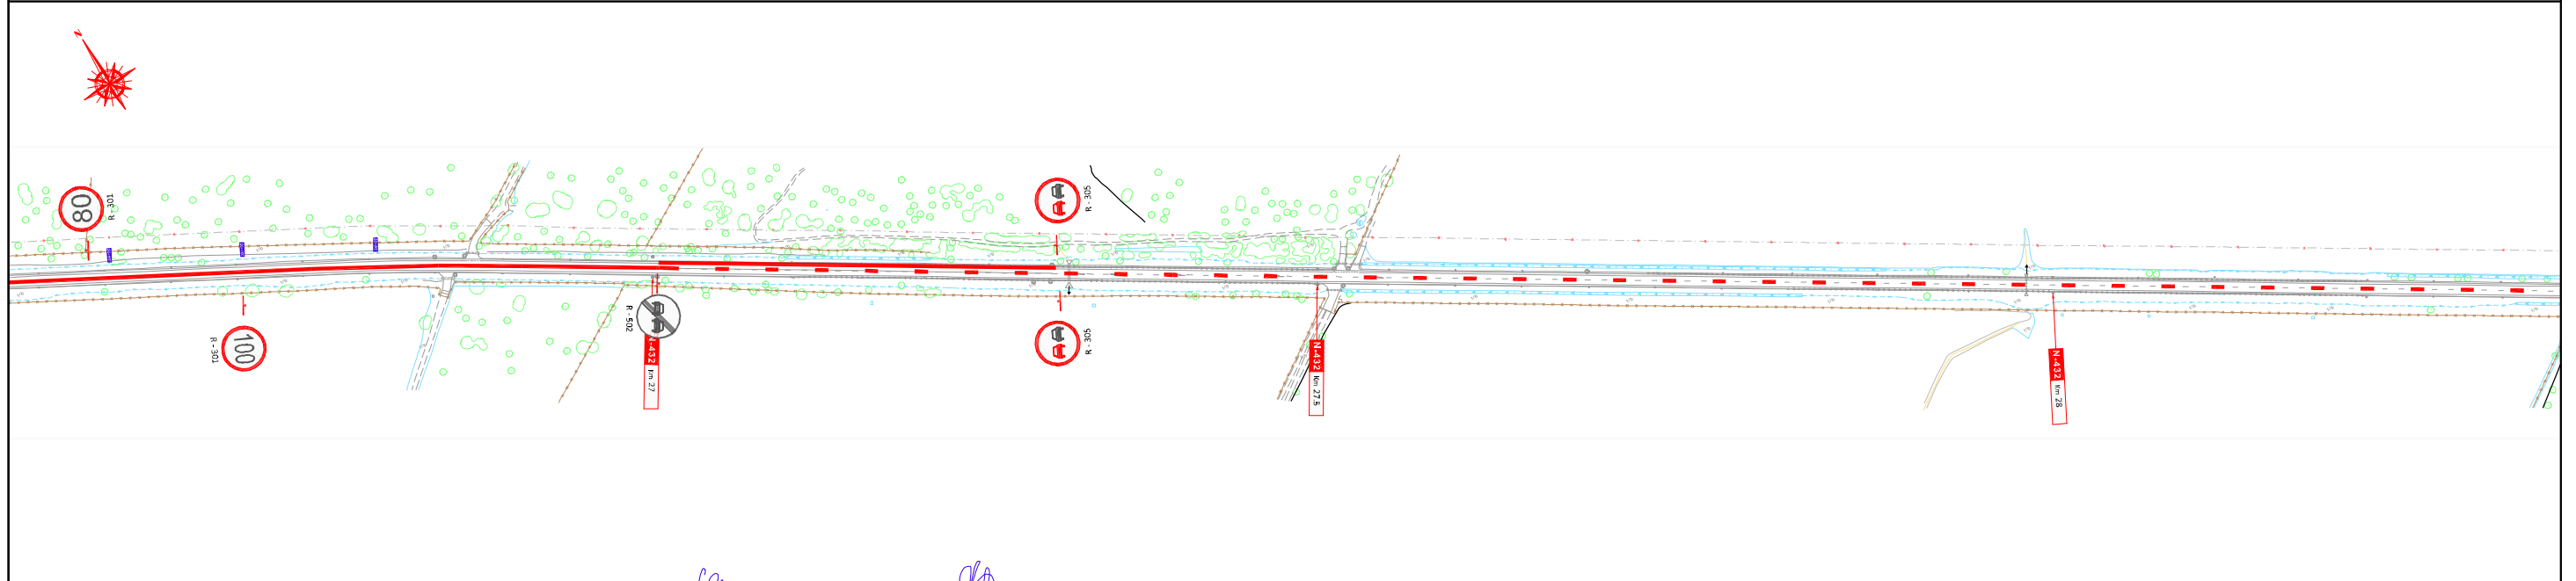 N
80
R - 301
R - 305
100
R - 301
R - 502
N-432 Km 27
R - 305
N-432 Km 27.5
N-432 Km 28